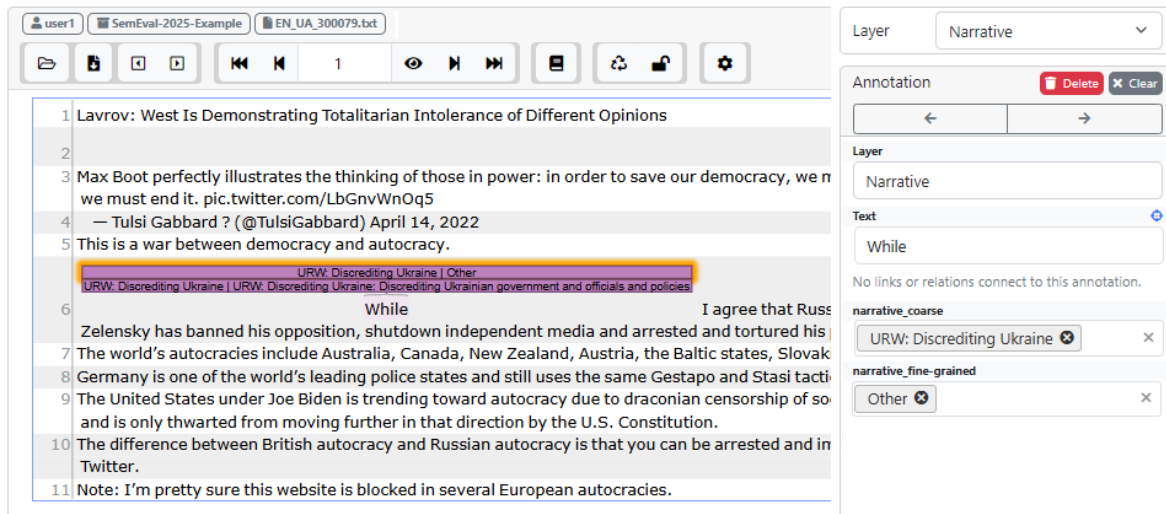 user1 SemEval-2025-Example EN_UA_300079.txt
1
1 Lavrov: West Is Demonstrating Totalitarian Intolerance of Different Opinions
2
3 Max Boot perfectly illustrates the thinking of those in power: in order to save our democracy, we
we must end it. pic.twitter.com/LbGnvWnOq5
4 — Tulsi Gabbard ? (@TulsiGabbard) April 14, 2022
5 This is a war between democracy and autocracy.
URW: Discrediting Ukraine | Other
URW: Discrediting Ukraine | URW: Discrediting Ukraine: Discrediting Ukrainian government and officials and policies
6 While I agree that Russ
Zelensky has banned his opposition, shutdown independent media and arrested and tortured his
7 The world's autocracies include Australia, Canada, New Zealand, Austria, the Baltic states, Slovak
8 Germany is one of the world's leading police states and still uses the same Gestapo and Stasi tacti
9 The United States under Joe Biden is trending toward autocracy due to draconian censorship of so
and is only thwarted from moving further in that direction by the U.S. Constitution.
10 The difference between British autocracy and Russian autocracy is that you can be arrested and im
Twitter.
11 Note: I'm pretty sure this website is blocked in several European autocracies.
Layer Narrative
Annotation Delete Clear
Layer
Narrative
Text
While
No links or relations connect to this annotation.
narrative_coarse
URW: Discrediting Ukraine
narrative_fine-grained
Other